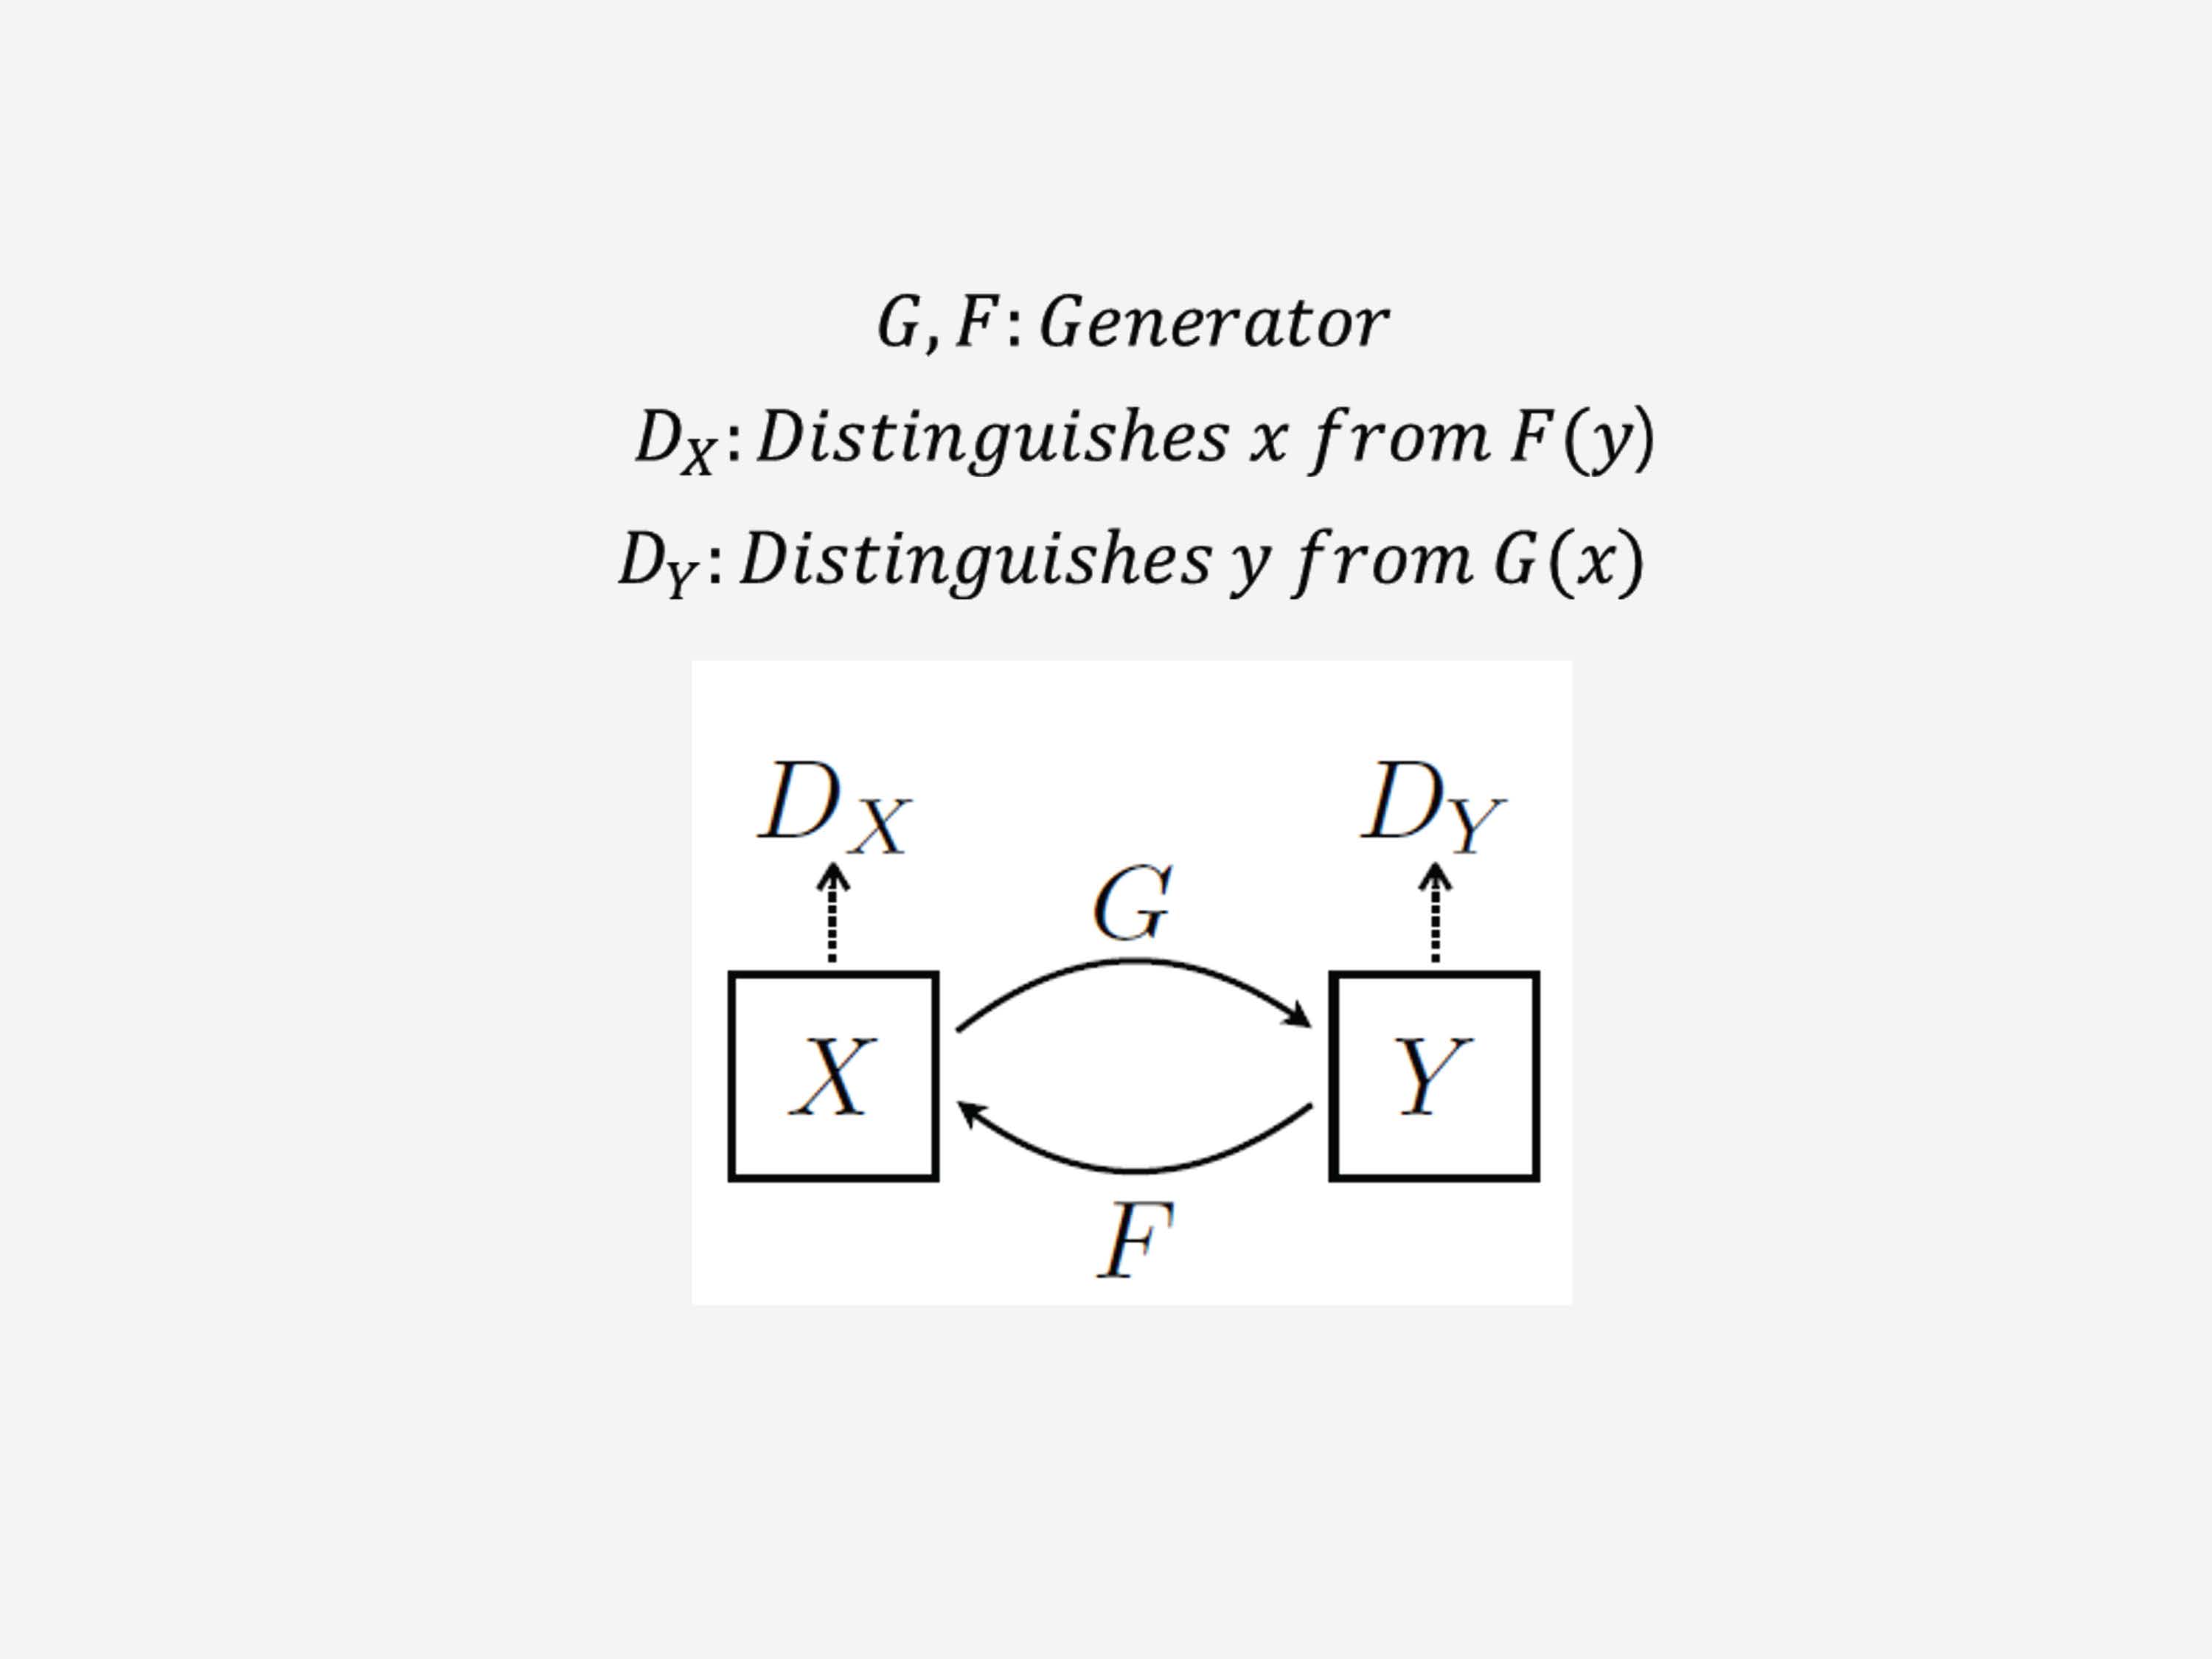 G, F: Generator
D_X: Distinguishes x from F(y)
D_Y: Distinguishes y from G(x)
D_X
D_Y
G
X
Y
F